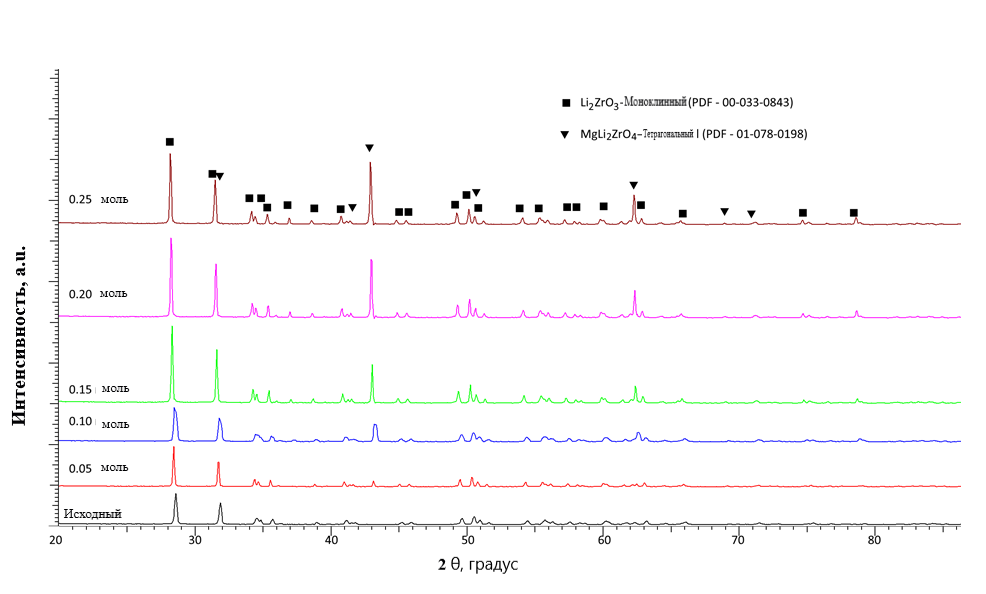 ■ Li2ZrO3-Моноклинный (PDF - 00-033-0843)
▼ MgLi2ZrO4-Тетрагональный I (PDF - 01-078-0198)
0.25 моль
0.20 моль
0.15 моль
0.10 моль
0.05 моль
Исходный
Интенсивность, a.u.
20 30 40 50 60 70 80
2 θ, градус